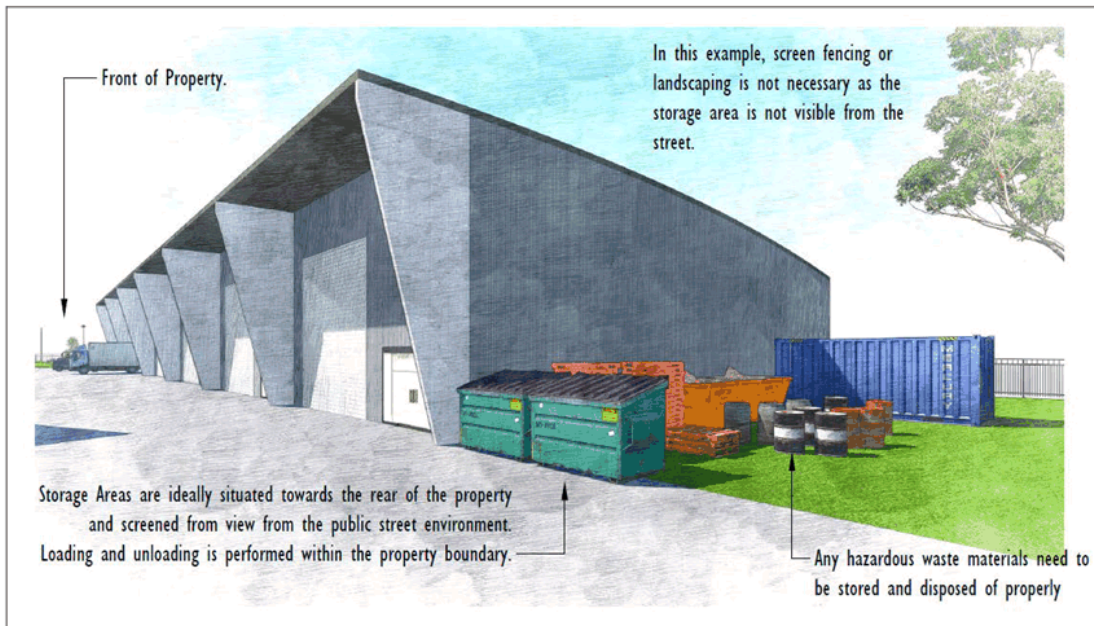 Front of Property.
In this example, screen fencing or
landscaping is not necessary as the
storage area is not visible from the
street.
Storage Areas are ideally situated towards the rear of the property
and screened from view from the public street environment.
Loading and unloading is performed within the property boundary.
Any hazardous waste materials need to
be stored and disposed of properly